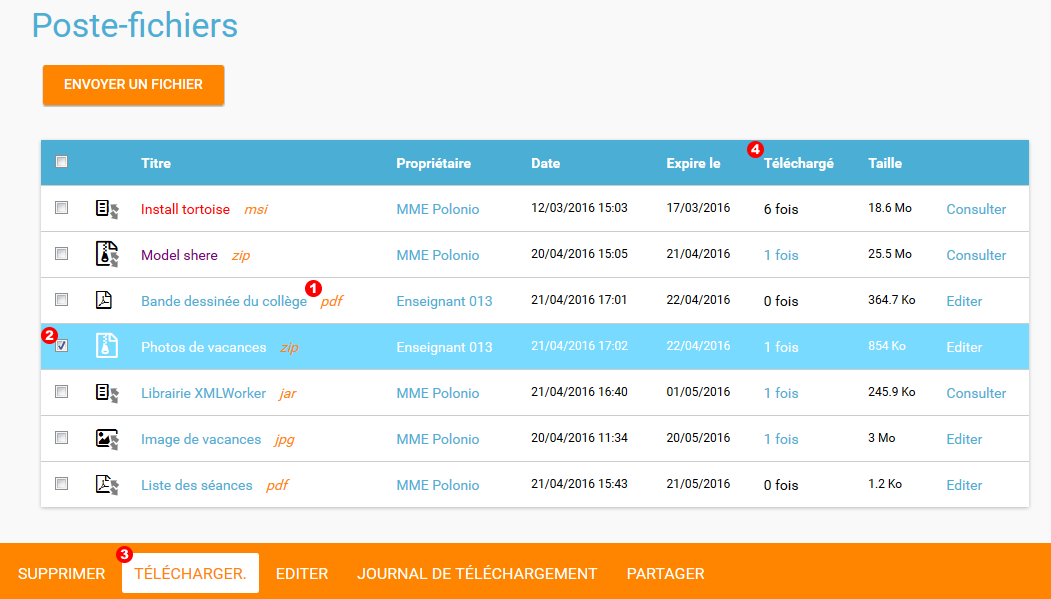 Poste-fichiers
ENVOYER UN FICHIER
Titre Propriétaire Date Expire le 4 Téléchargé Taille
Install tortoise msi MME Polonio 12/03/2016 15:03 17/03/2016 6 fois 18.6 Mo Consulter
Model shere zip MME Polonio 20/04/2016 15:05 21/04/2016 1 fois 25.5 Mo Consulter
Bande dessinée du collège 1 pdf Enseignant 013 21/04/2016 17:01 22/04/2016 0 fois 364.7 Ko Editer
2 Photos de vacances zip Enseignant 013 21/04/2016 17:02 22/04/2016 1 fois 854 Ko Editer
Librairie XMLWorker jar MME Polonio 21/04/2016 16:40 01/05/2016 1 fois 245.9 Ko Consulter
Image de vacances jpg MME Polonio 20/04/2016 11:34 20/05/2016 1 fois 3 Mo Editer
Liste des séances pdf MME Polonio 21/04/2016 15:43 21/05/2016 0 fois 1.2 Ko Editer
SUPPRIMER 3 TÉLÉCHARGER. EDITER JOURNAL DE TÉLÉCHARGEMENT PARTAGER